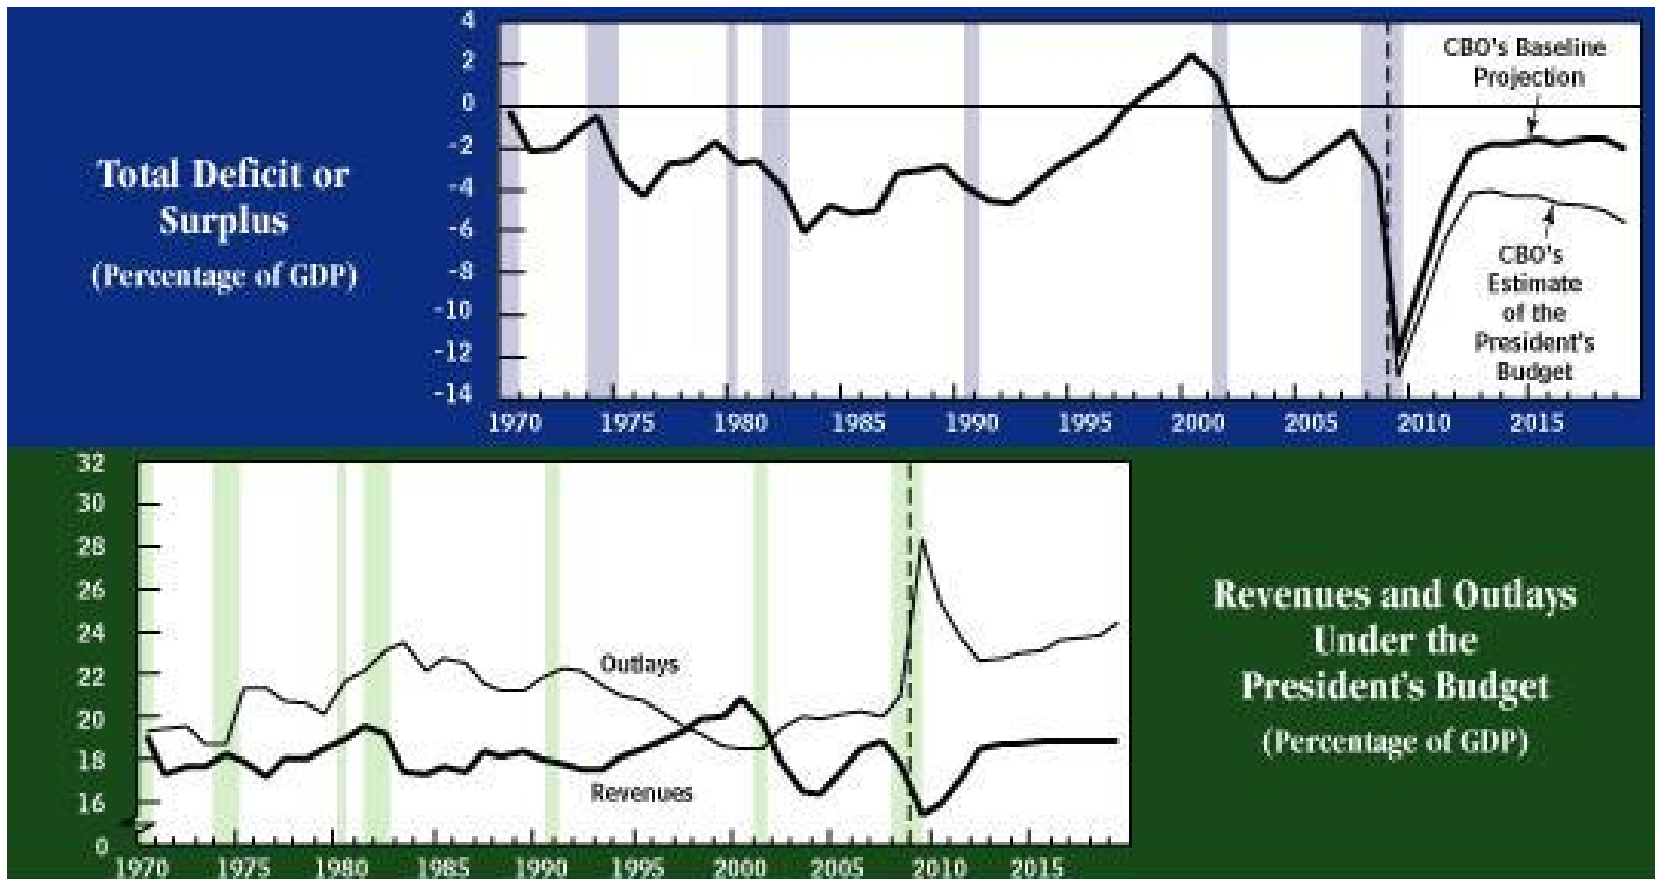 Total Deficit or
Surplus
(Percentage of GDP)
4
2
0
-2
-4
-6
-8
-10
-12
-14
CBO's Baseline
Projection
CBO's
Estimate
of the
President's
Budget
1970 1975 1980 1985 1990 1995 2000 2005 2010 2015
32
30
28
26
24
22
20
18
16
0
Outlays
Revenues
1970 1975 1980 1985 1990 1995 2000 2005 2010 2015
Revenues and Outlays
Under the
President's Budget
(Percentage of GDP)